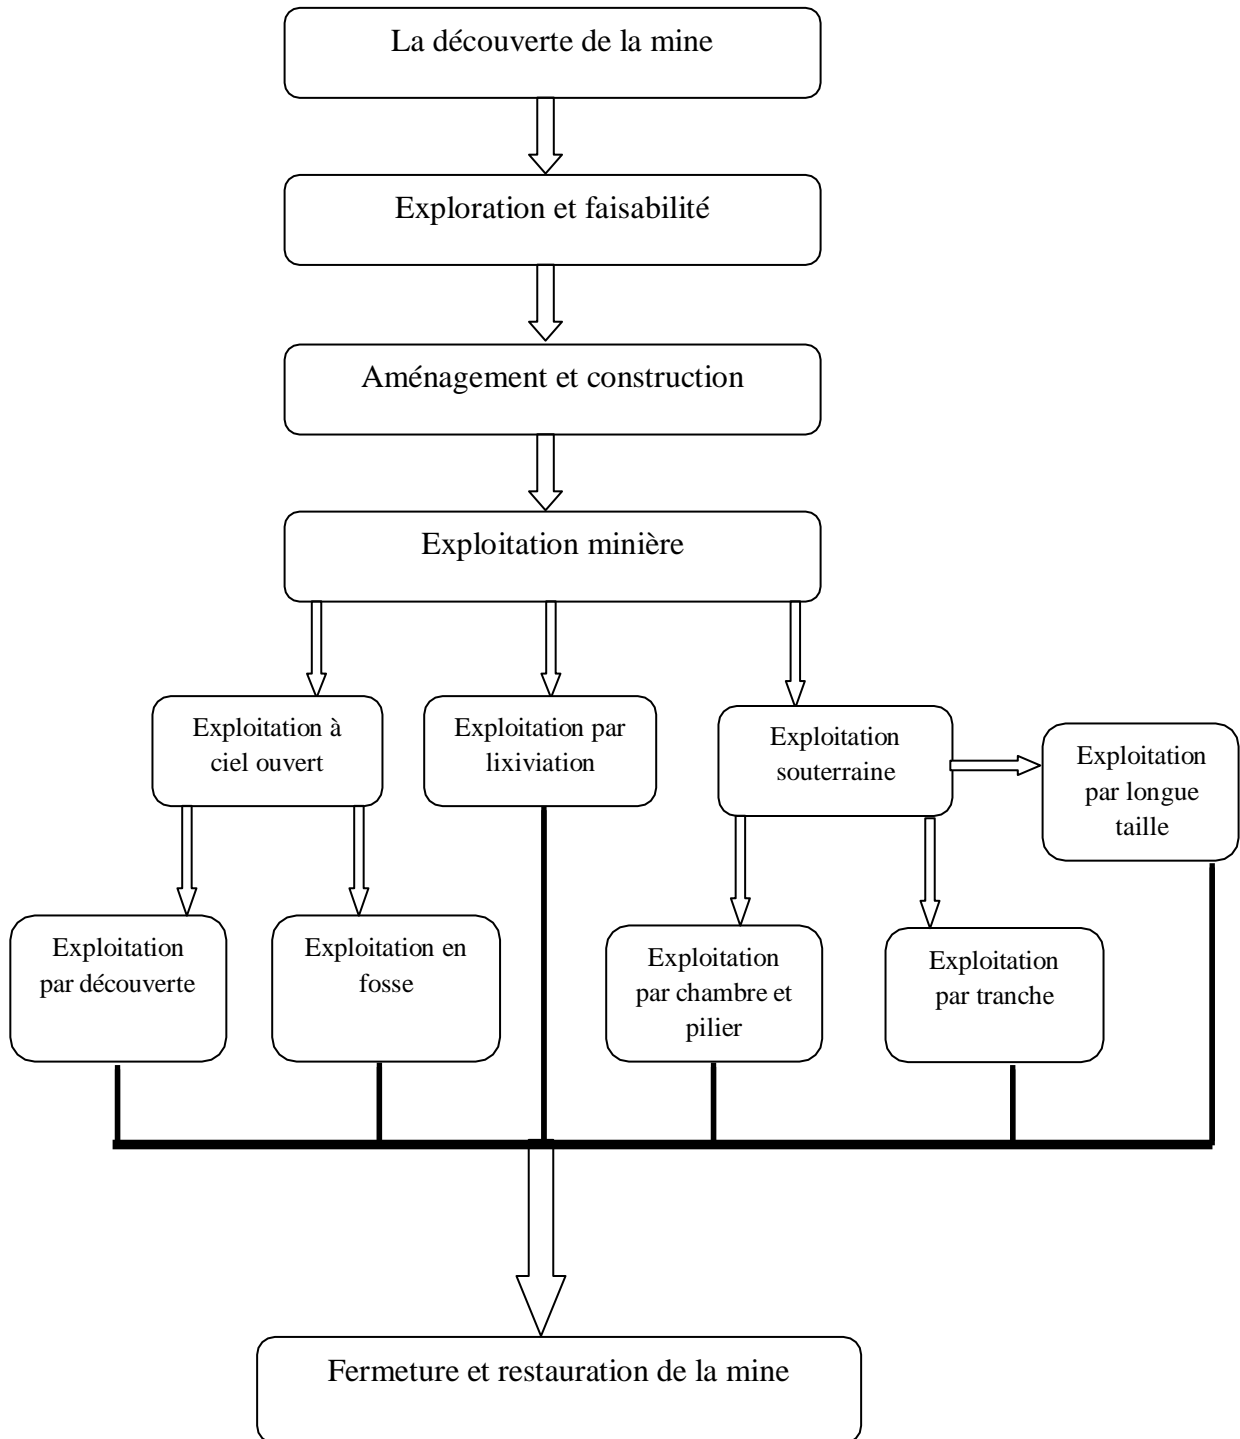 La découverte de la mine
Exploration et faisabilité
Aménagement et construction
Exploitation minière
Exploitation à
ciel ouvert
Exploitation par
lixiviation
Exploitation
souterraine
Exploitation
par longue
taille
Exploitation
par découverte
Exploitation en
fosse
Exploitation
par chambre et
pilier
Exploitation
par tranche
Fermeture et restauration de la mine